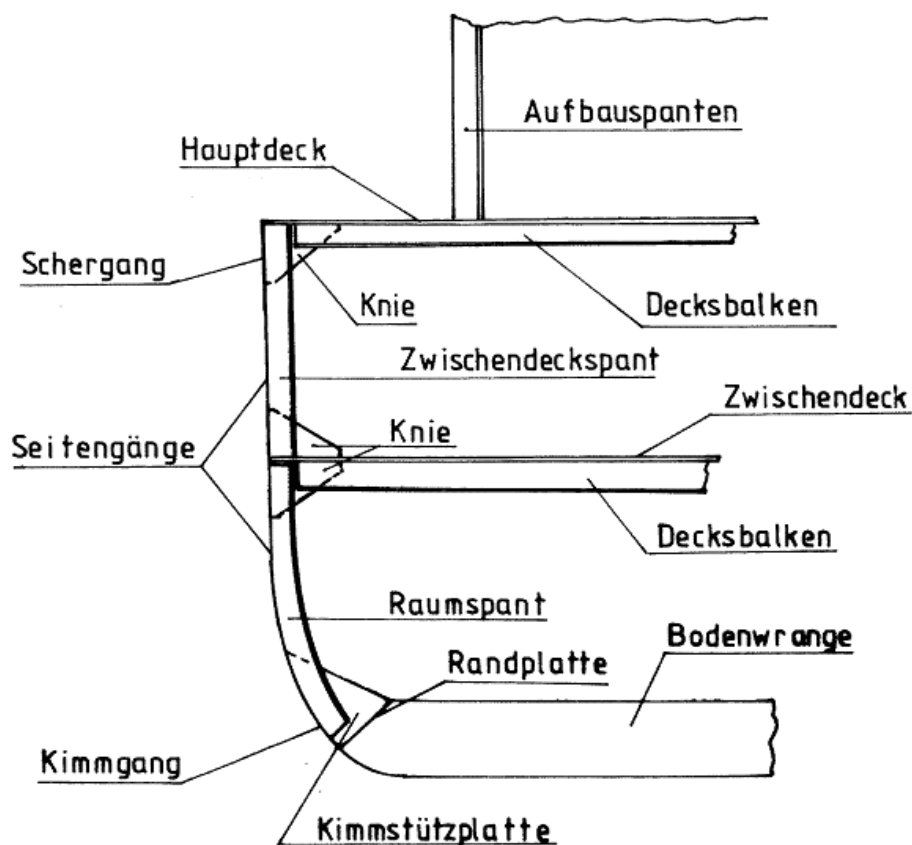 Aufbauspanten
Hauptdeck
Schergang
Knie
Decksbalken
Zwischendeckspant
Zwischendeck
Knie
Seitengänge
Decksbalken
Raumspant
Bodenwrange
Randplatte
Kimmgang
Kimmstützplatte